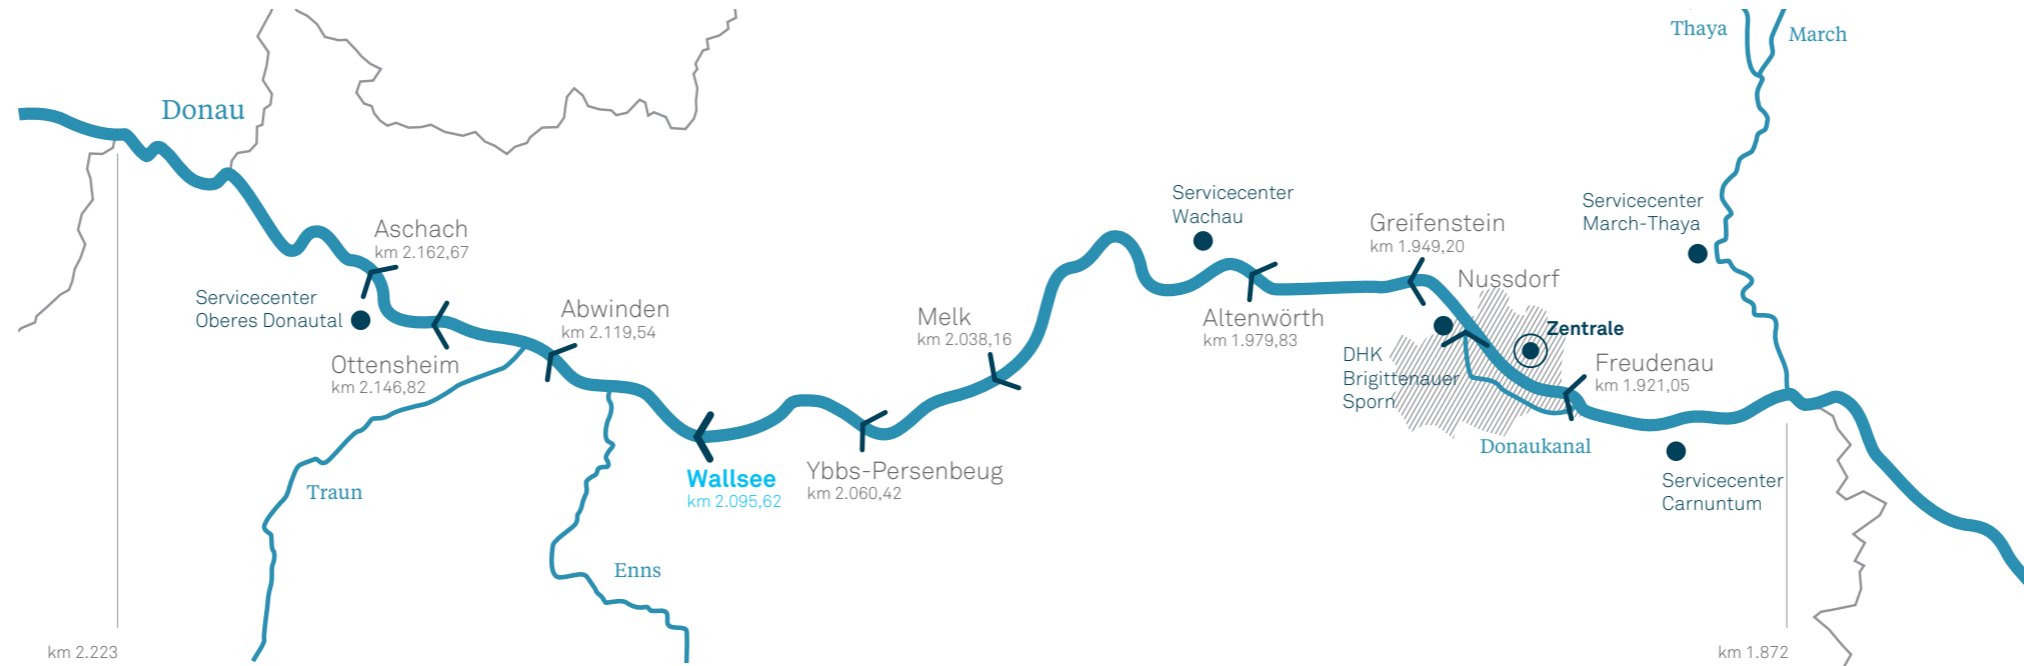 Thaya
March
Donau
Servicecenter
Wachau
Servicecenter
March-Thaya
Aschach
km 2.162,67
Greifenstein
km 1.949,20
Nussdorf
Servicecenter
Oberes Donautal
Abwinden
km 2.119,54
Melk
km 2.038,16
Altenwörth
km 1.979,83
Zentrale
DHK
Brigittenauer
Sporn
Freudenau
km 1.921,05
Ottensheim
km 2.146,82
Donaukanal
Wallsee
km 2.095,62
Ybbs-Persenbeug
km 2.060,42
Servicecenter
Carnuntum
Traun
Enns
km 2.223
km 1.872